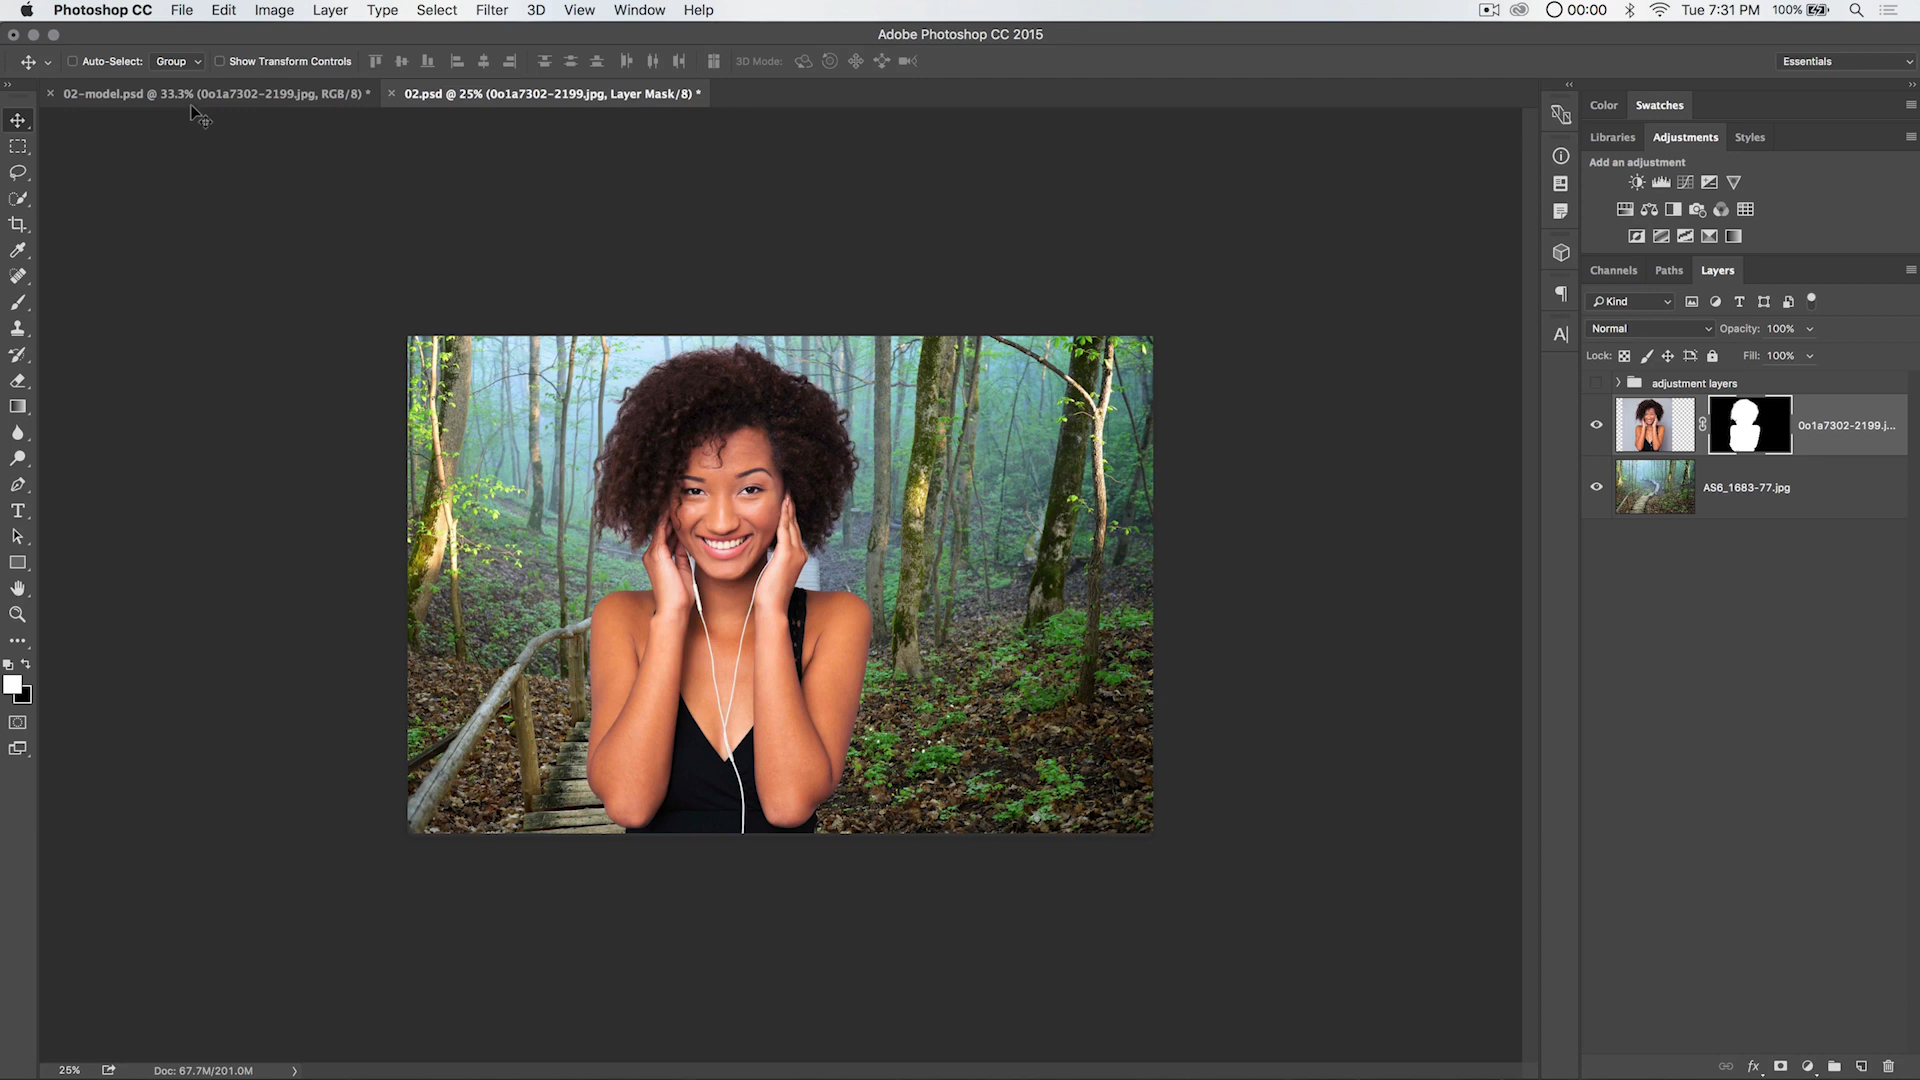 Photoshop CC File Edit Image Layer Type Select Filter 3D View Window Help 00:00 Tue 7:31 PM 100%
Adobe Photoshop CC 2015
Auto-Select: Group Show Transform Controls 3D Mode: Essentials
02-model.psd @ 33.3% (0o1a7302-2199.jpg, RGB/8) * 02.psd @ 25% (0o1a7302-2199.jpg, Layer Mask/8) *
Color Swatches
Libraries Adjustments Styles
Add an adjustment
Channels Paths Layers
Kind
Normal Opacity: 100%
Lock: Fill: 100%
adjustment layers
0o1a7302-2199.j...
AS6_1683-77.jpg
25% Doc: 67.7M/201.0M